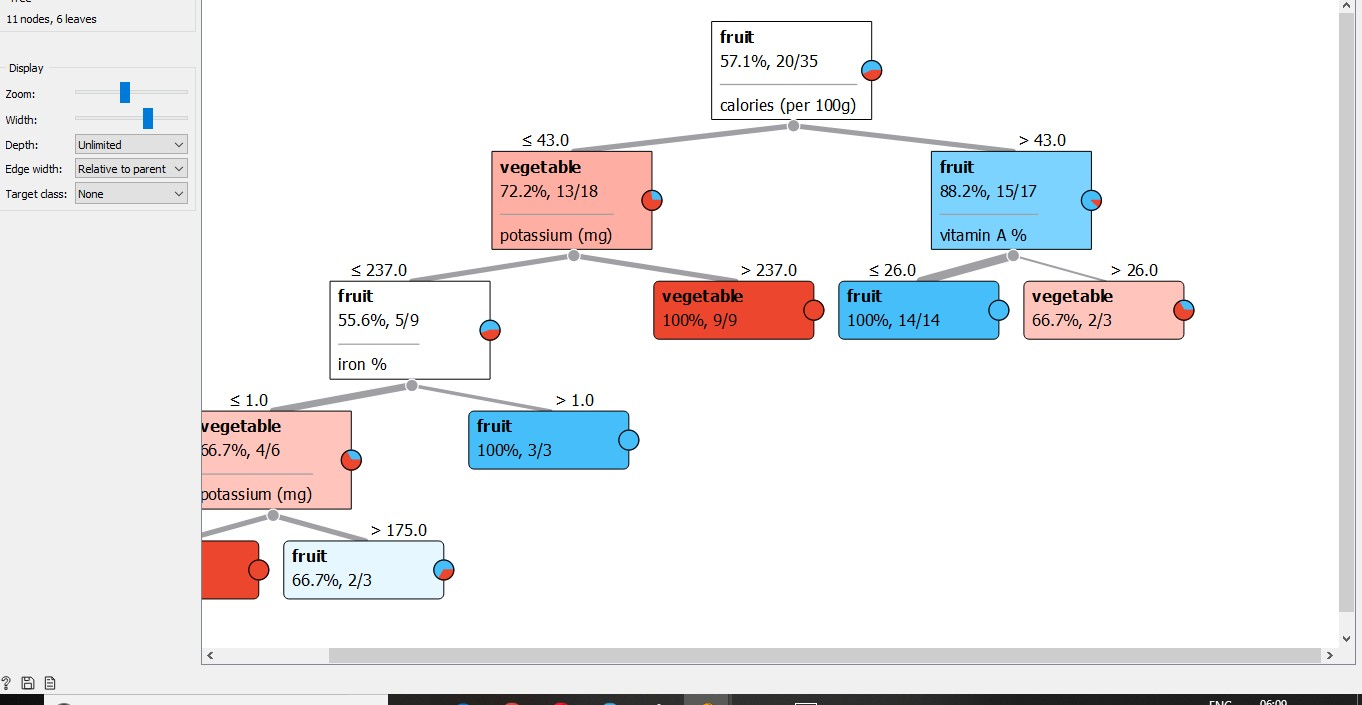 11 nodes, 6 leaves
Display
Zoom:
Width:
Depth: Unlimited
Edge width: Relative to parent
Target class: None
fruit
57.1%, 20/35
calories (per 100g)
≤ 43.0
> 43.0
vegetable
72.2%, 13/18
potassium (mg)
fruit
88.2%, 15/17
vitamin A %
≤ 237.0
> 237.0
≤ 26.0
> 26.0
fruit
55.6%, 5/9
iron %
vegetable
100%, 9/9
fruit
100%, 14/14
vegetable
66.7%, 2/3
≤ 1.0
> 1.0
vegetable
66.7%, 4/6
potassium (mg)
fruit
100%, 3/3
> 175.0
fruit
66.7%, 2/3
?
ENG
06:09